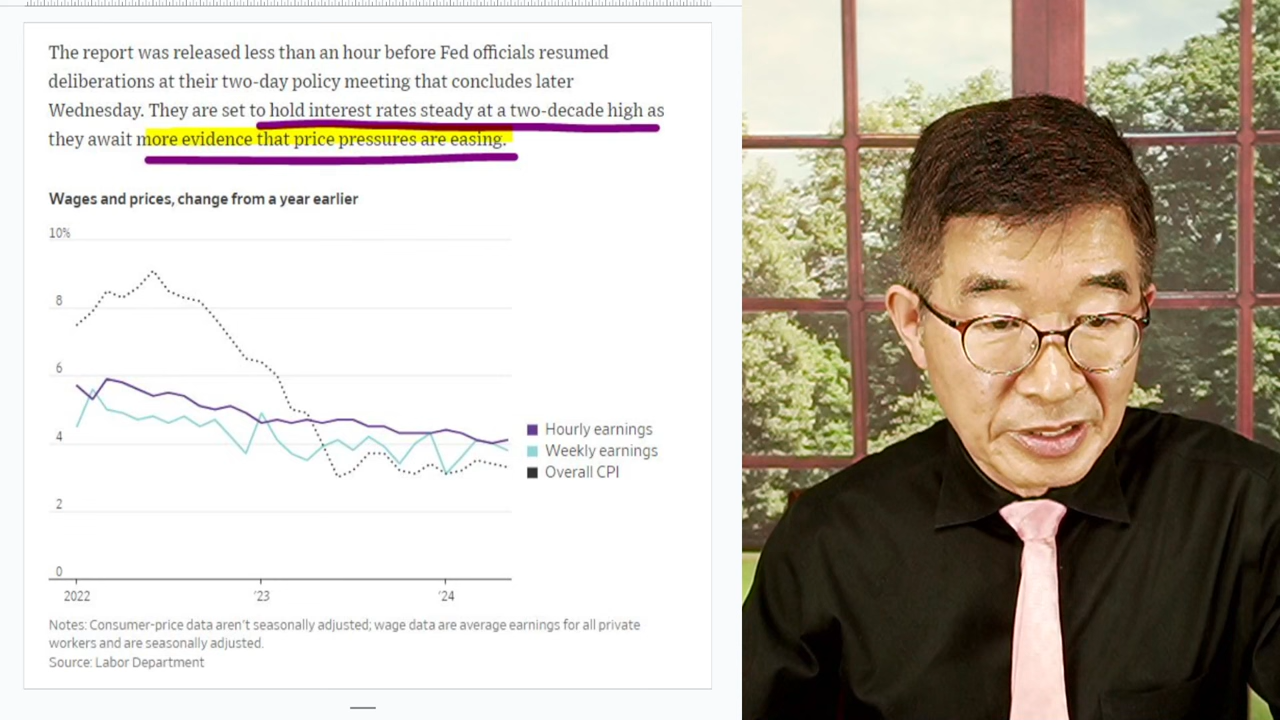 The report was released less than an hour before Fed officials resumed
deliberations at their two-day policy meeting that concludes later
Wednesday. They are set to hold interest rates steady at a two-decade high as
they await more evidence that price pressures are easing.
Wages and prices, change from a year earlier
10%
8
6
4
2
0
2022
'23
'24
Hourly earnings
Weekly earnings
Overall CPI
Notes: Consumer-price data aren't seasonally adjusted; wage data are average earnings for all private
workers and are seasonally adjusted.
Source: Labor Department